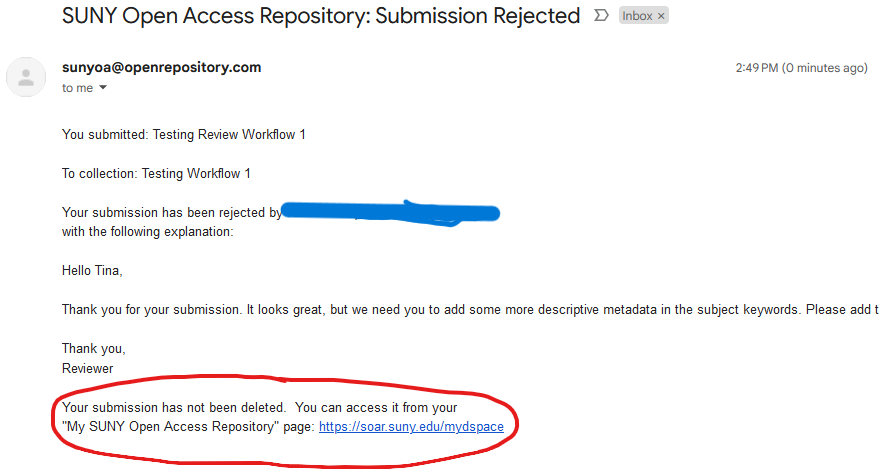 SUNY Open Access Repository: Submission Rejected Inbox ×
sunyoa@openrepository.com 2:49 PM (0 minutes ago)
to me
You submitted: Testing Review Workflow 1
To collection: Testing Workflow 1
Your submission has been rejected by
with the following explanation:
Hello Tina,
Thank you for your submission. It looks great, but we need you to add some more descriptive metadata in the subject keywords. Please add t
Thank you,
Reviewer
Your submission has not been deleted. You can access it from your
"My SUNY Open Access Repository" page: https://soar.suny.edu/mydspace